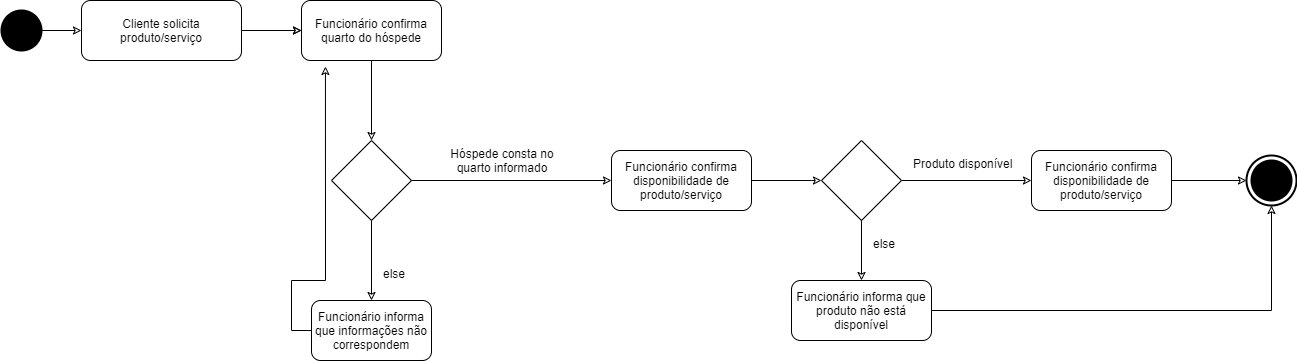 Cliente solicita
produto/serviço
Funcionário confirma
quarto do hóspede
Hóspede consta no
quarto informado
Funcionário confirma
disponibilidade de
produto/serviço
Produto disponível
Funcionário confirma
disponibilidade de
produto/serviço
else
else
Funcionário informa
que informações não
correspondem
Funcionário informa que
produto não está
disponível